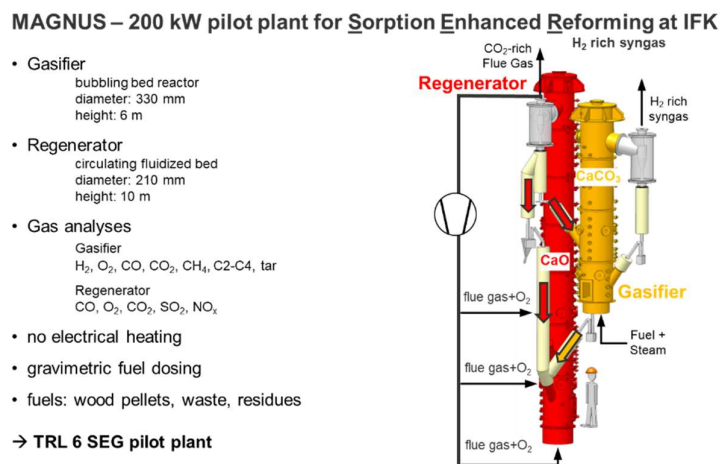 MAGNUS – 200 kW pilot plant for Sorption Enhanced Reforming at IFK
• Gasifier
bubbling bed reactor
diameter: 330 mm
height: 6 m
• Regenerator
circulating fluidized bed
diameter: 210 mm
height: 10 m
• Gas analyses
Gasifier
H₂, O₂, CO, CO₂, CH₄, C2-C4, tar
Regenerator
CO, O₂, CO₂, SO₂, NOₓ
• no electrical heating
• gravimetric fuel dosing
• fuels: wood pellets, waste, residues
→ TRL 6 SEG pilot plant
CO₂-rich
Flue Gas
H₂ rich syngas
Regenerator
H₂ rich
syngas
CaCO₃
CaO
Gasifier
flue gas+O₂
Fuel +
Steam
flue gas+O₂
flue gas+O₂